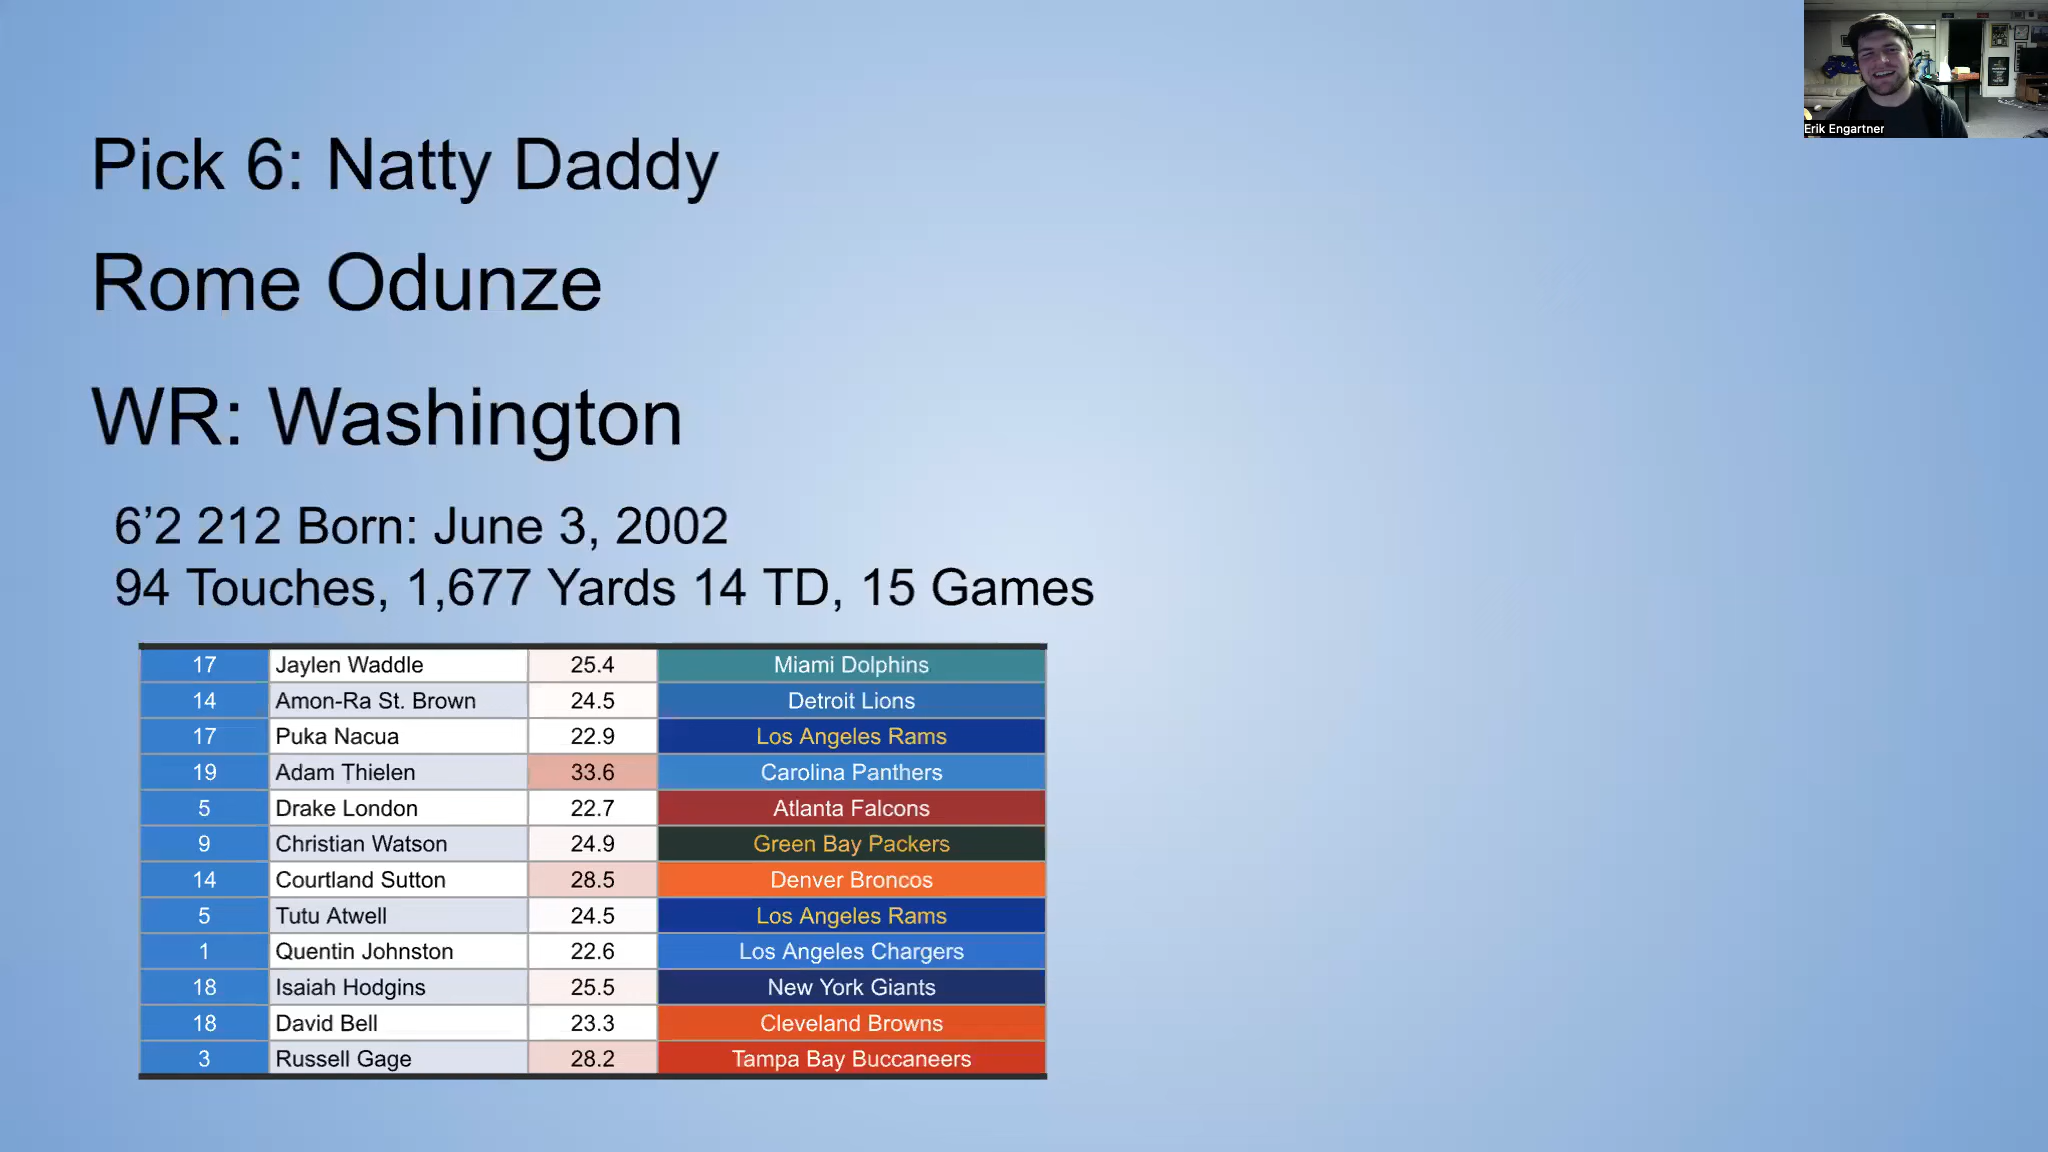 Erik Engartner
Pick 6: Natty Daddy
Rome Odunze
WR: Washington
6’2 212 Born: June 3, 2002
94 Touches, 1,677 Yards 14 TD, 15 Games
17 Jaylen Waddle 25.4 Miami Dolphins
14 Amon-Ra St. Brown 24.5 Detroit Lions
17 Puka Nacua 22.9 Los Angeles Rams
19 Adam Thielen 33.6 Carolina Panthers
5 Drake London 22.7 Atlanta Falcons
9 Christian Watson 24.9 Green Bay Packers
14 Courtland Sutton 28.5 Denver Broncos
5 Tutu Atwell 24.5 Los Angeles Rams
1 Quentin Johnston 22.6 Los Angeles Chargers
18 Isaiah Hodgins 25.5 New York Giants
18 David Bell 23.3 Cleveland Browns
3 Russell Gage 28.2 Tampa Bay Buccaneers